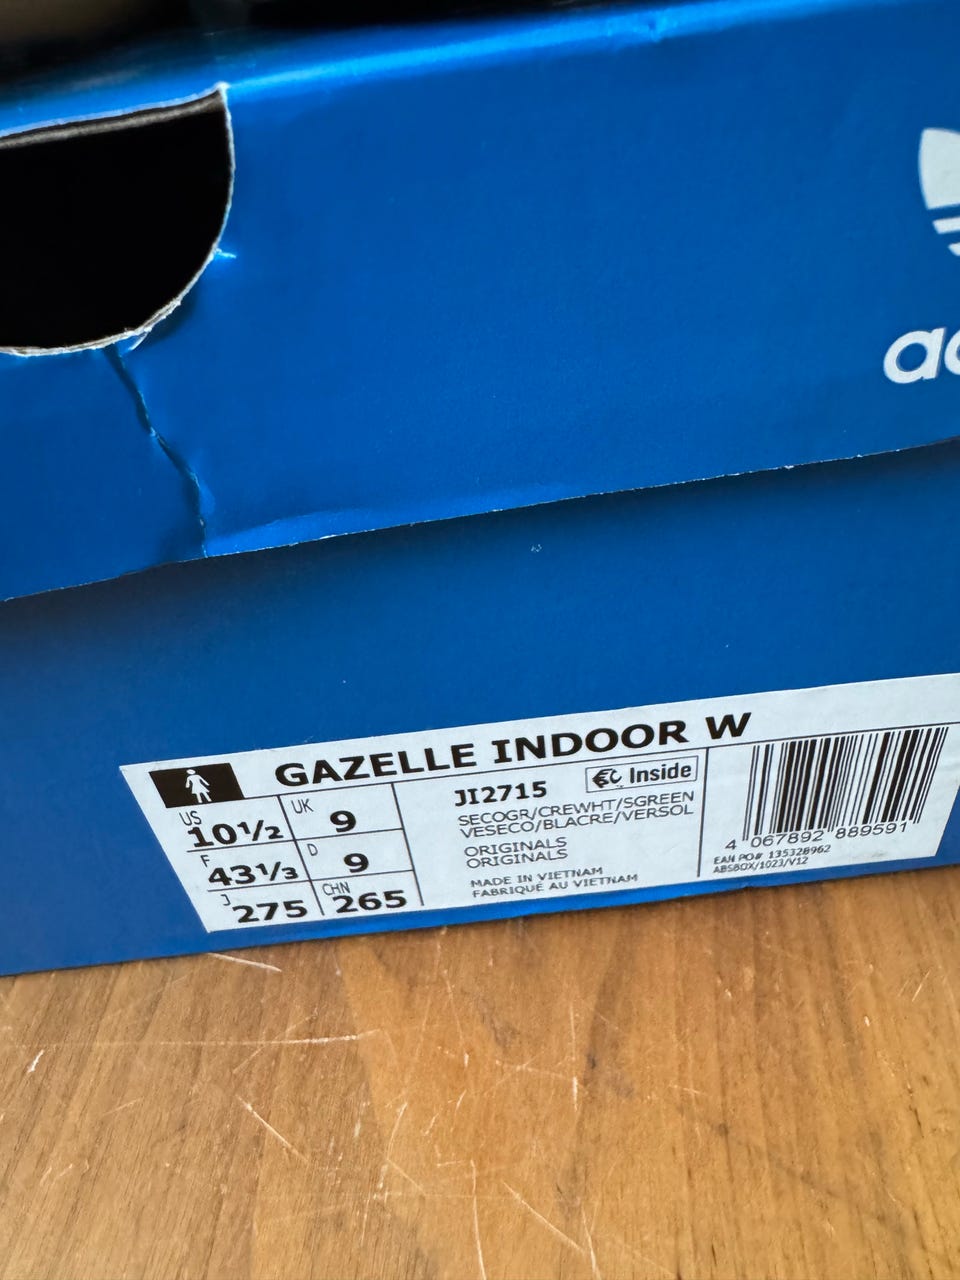 ad
GAZELLE INDOOR W
US 10½ UK 9
F 43⅓ D 9
J 275 CHN 265
JI2715 Inside
SECOGR/CREWHT/SGREEN
VESECO/BLACRE/VERSOL
ORIGINALS
ORIGINALS
MADE IN VIETNAM
FABRIQUÉ AU VIETNAM
4 067892 889591
EAN PO# 135328962
ABSBOX/1023/V12